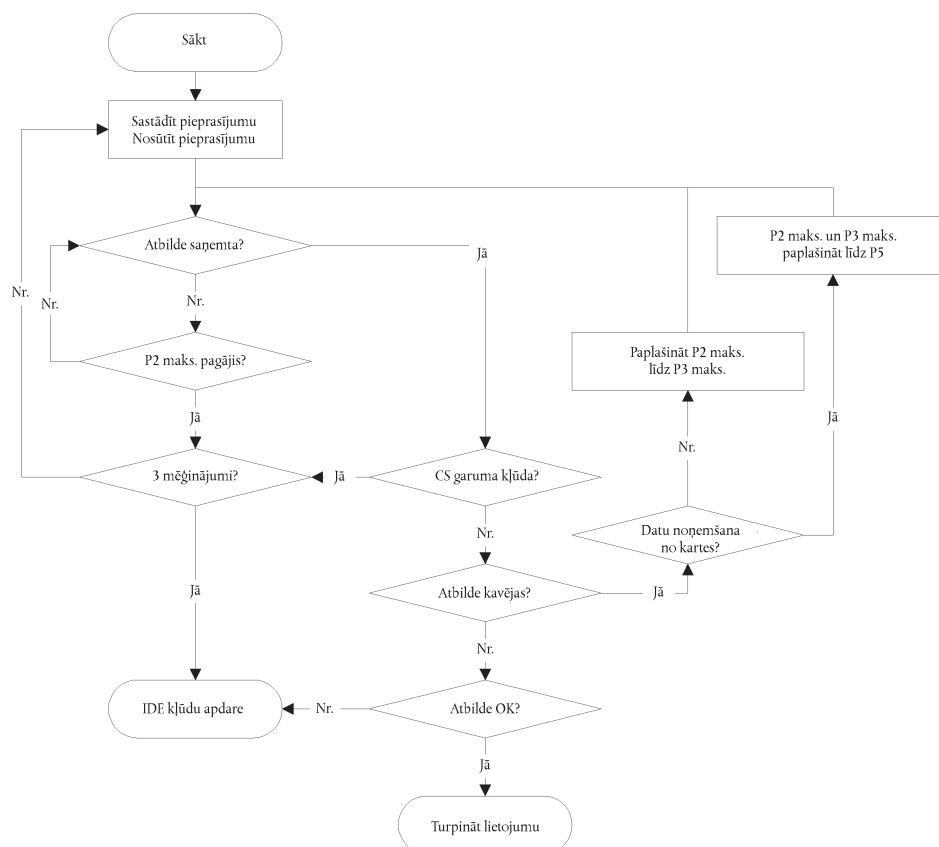 Sākt
Sastādīt pieprasījumu
Nosūtīt pieprasījumu
Atbilde saņemta?
Jā
P2 maks. un P3 maks.
paplašināt līdz P5
Nr.
Nr.
Nr.
P2 maks. pagājis?
Paplašināt P2 maks.
līdz P3 maks.
Jā
Jā
Nr.
3 mēģinājumi?
Jā
CS garuma kļūda?
Nr.
Datu noņemšana
no kartes?
Jā
Atbilde kavējas?
Jā
Nr.
IDE kļūdu apdare
Nr.
Atbilde OK?
Jā
Turpināt lietojumu